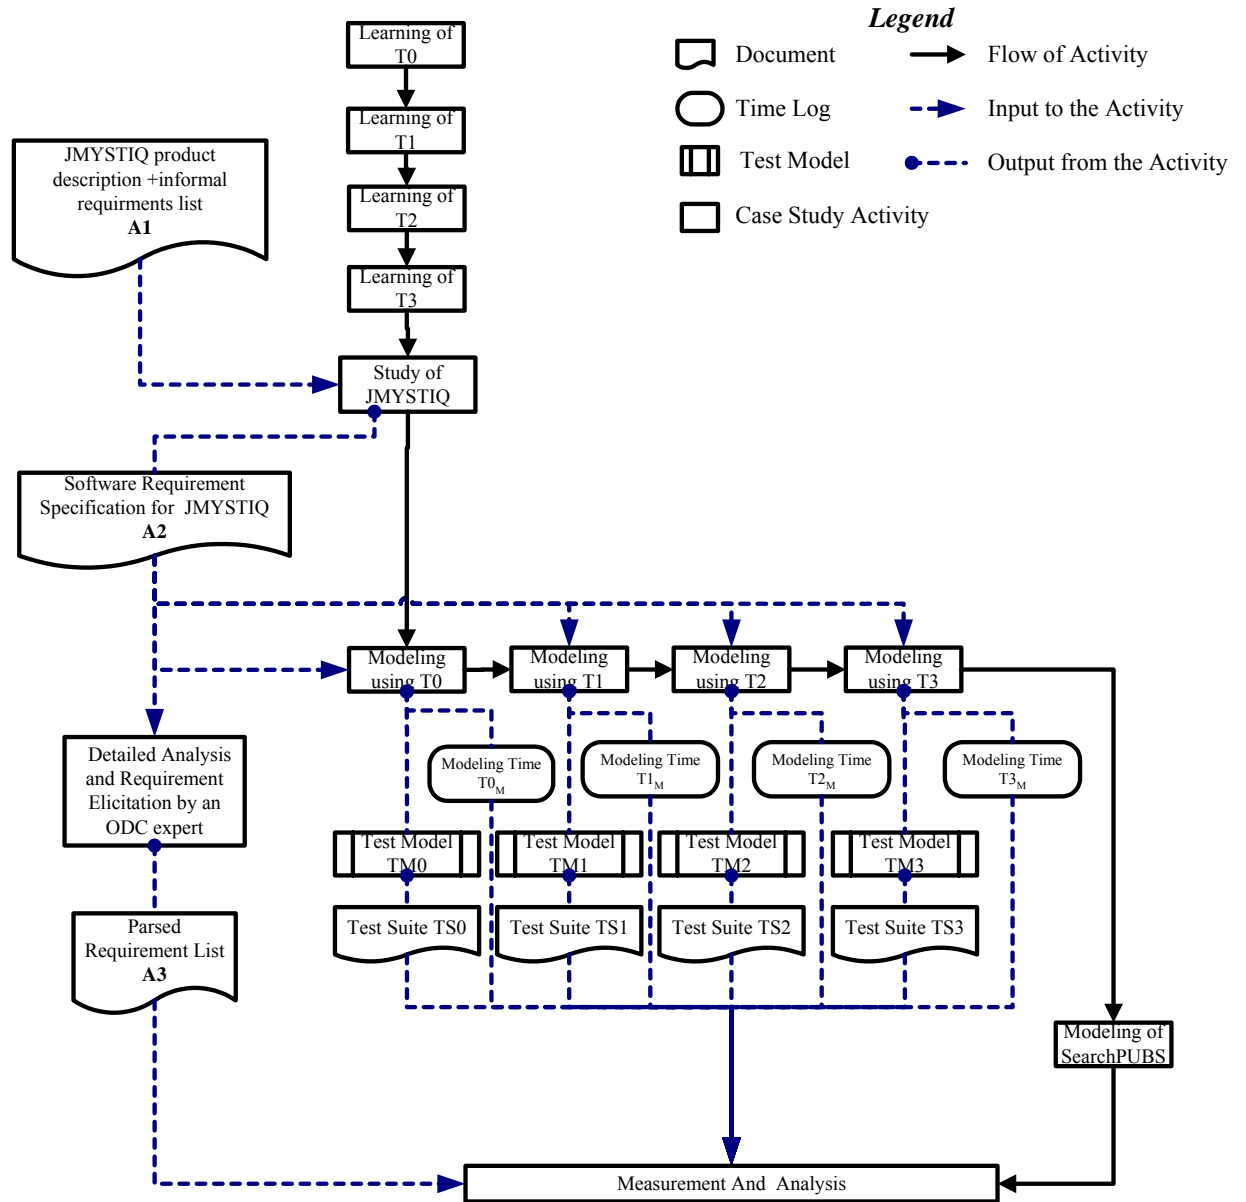 Learning of
T0
Learning of
T1
Learning of
T2
Learning of
T3
Legend
Document
Flow of Activity
Time Log
Input to the Activity
Test Model
Output from the Activity
Case Study Activity
JMYSTIQ product
description +informal
requirments list
A1
Study of
JMYSTIQ
Software Requirement
Specification for JMYSTIQ
A2
Modeling
using T0
Modeling
using T1
Modeling
using T2
Modeling
using T3
Detailed Analysis
and Requirement
Elicitation by an
ODC expert
Modeling Time
T0M
Modeling Time
T1M
Modeling Time
T2M
Modeling Time
T3M
Test Model
TM0
Test Model
TM1
Test Model
TM2
Test Model
TM3
Test Suite TS0
Test Suite TS1
Test Suite TS2
Test Suite TS3
Parsed
Requirement List
A3
Modeling of
SearchPUBS
Measurement And Analysis